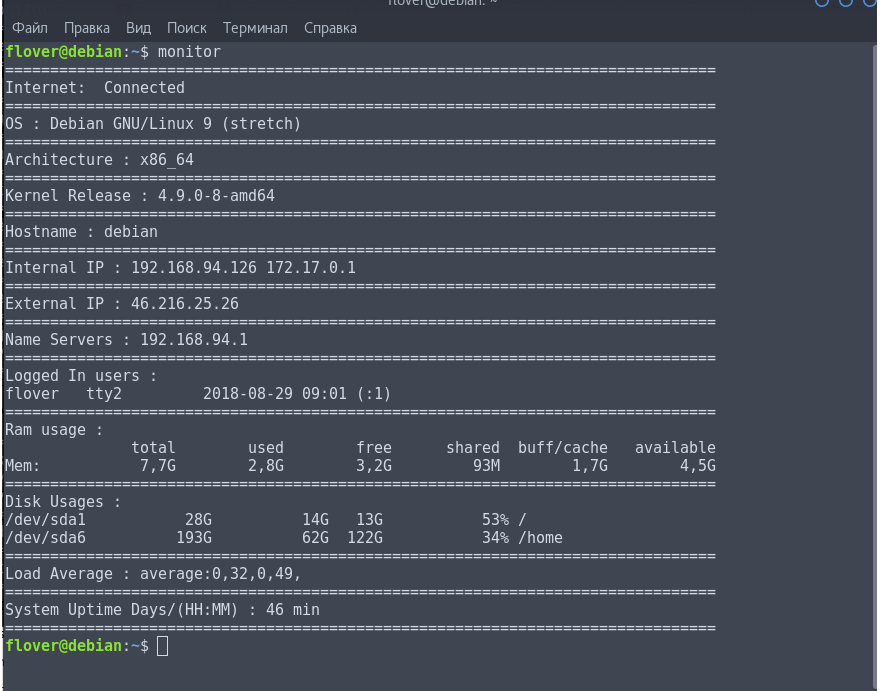 flover@debian: ~
Файл Правка Вид Поиск Терминал Справка
flover@debian:~$ monitor
===============================================================================
Internet:  Connected
===============================================================================
OS : Debian GNU/Linux 9 (stretch)
===============================================================================
Architecture : x86_64
===============================================================================
Kernel Release : 4.9.0-8-amd64
===============================================================================
Hostname : debian
===============================================================================
Internal IP : 192.168.94.126 172.17.0.1
===============================================================================
External IP : 46.216.25.26
===============================================================================
Name Servers : 192.168.94.1
===============================================================================
Logged In users :
flover   tty2         2018-08-29 09:01 (:1)
===============================================================================
Ram usage :
              total        used        free      shared  buff/cache   available
Mem:           7,7G        2,8G        3,2G         93M        1,7G        4,5G
===============================================================================
Disk Usages :
/dev/sda1           28G          14G   13G           53% /
/dev/sda6          193G          62G  122G           34% /home
===============================================================================
Load Average : average:0,32,0,49,
===============================================================================
System Uptime Days/(HH:MM) : 46 min
===============================================================================
flover@debian:~$